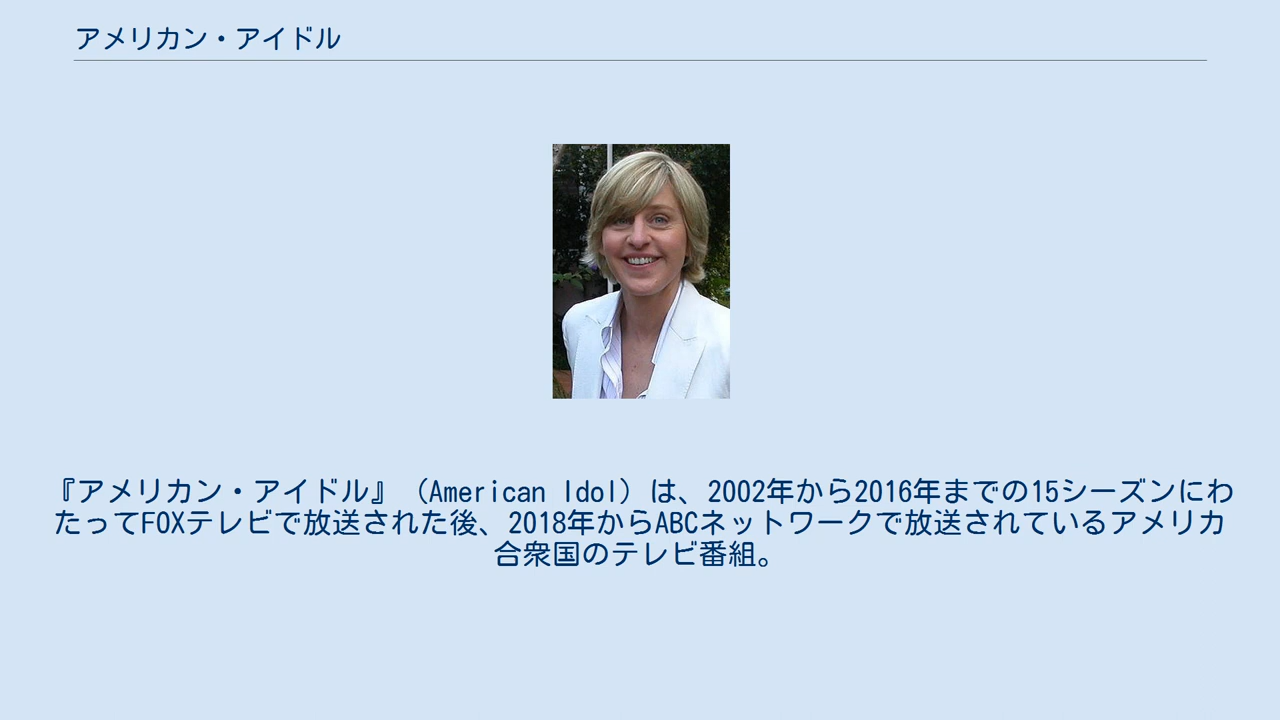 アメリカン・アイドル
『アメリカン・アイドル』（American Idol）は、2002年から2016年までの15シーズンにわ
たってFOXテレビで放送された後、2018年からABCネットワークで放送されているアメリカ
合衆国のテレビ番組。